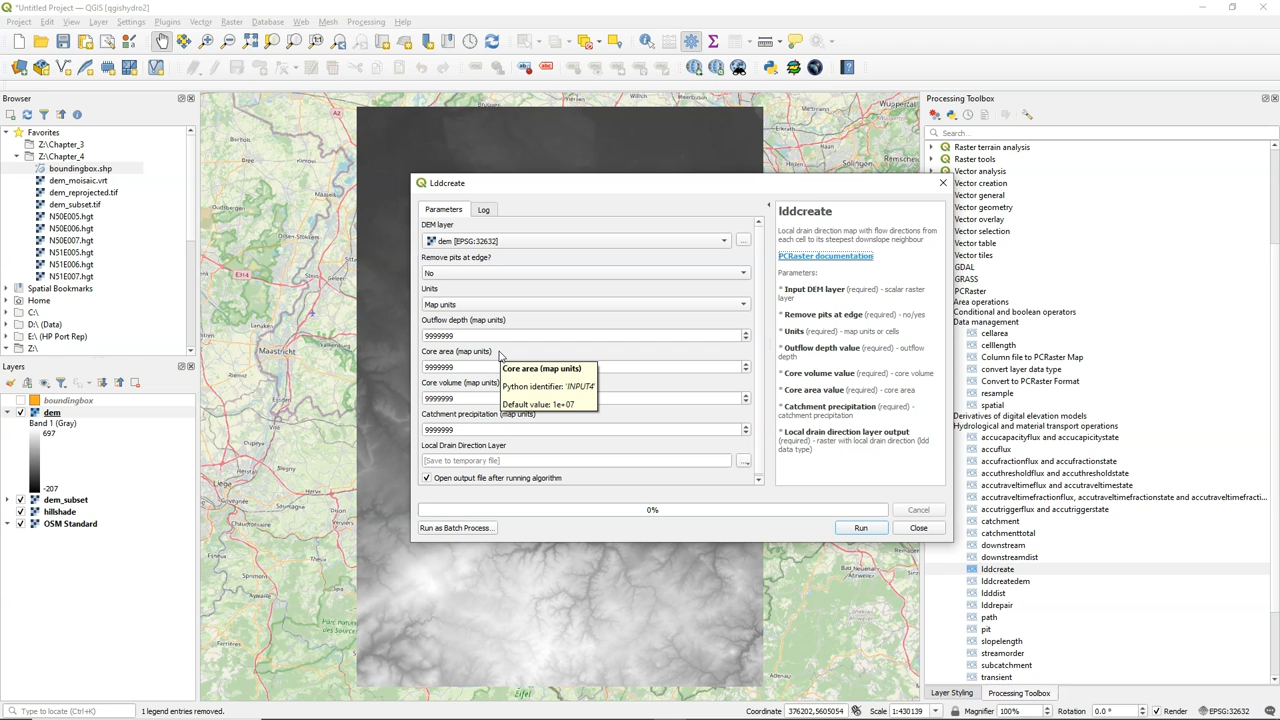 *Untitled Project — QGIS [qgishydro2]
Project Edit View Layer Settings Plugins Vector Raster Database Web Mesh Processing Help
Browser
Favorites
Z:\Chapter_3
Z:\Chapter_4
boundingbox.shp
dem_moisaic.vrt
dem_reprojected.tif
dem_subset.tif
N50E005.hgt
N50E006.hgt
N50E007.hgt
N51E005.hgt
N51E006.hgt
N51E007.hgt
Spatial Bookmarks
Home
C:\
D:\ (Data)
E:\ (HP Port Rep)
Z:\
Layers
boundingbox
dem
Band 1 (Gray)
697
-207
dem_subset
hillshade
OSM Standard
Maastricht
Eifel
Lddcreate
Parameters Log
DEM layer
dem [EPSG:32632]
...
Remove pits at edge?
No
Units
Map units
Outflow depth (map units)
9999999
Core area (map units)
9999999
Core volume (map units)
9999999
Catchment precipitation (map units)
9999999
Local Drain Direction Layer
[Save to temporary file]
Open output file after running algorithm
Core area (map units)
Python identifier: 'INPUT4'
Default value: 1e+07
lddcreate
Local drain direction map with flow directions from
each cell to its steepest downslope neighbour
PCRaster documentation
Parameters:
* Input DEM layer (required) - scalar raster
layer
* Remove pits at edge (required) - yes/no
* Units (required) - map units or cells
* Outflow depth value (required) - outflow
depth
* Core volume value (required) - core volume
* Core area value (required) - core area
* Catchment precipitation (required) -
catchment precipitation
* Local drain direction layer output
(required) - raster with local drain direction (ldd
data type)
0%
Cancel
Run as Batch Process...
Run
Close
Processing Toolbox
Search...
Raster terrain analysis
Raster tools
Vector analysis
Vector creation
Vector general
Vector geometry
Vector overlay
Vector selection
Vector table
Vector tiles
GDAL
GRASS
PCRaster
Area operations
Conditional and boolean operators
Data management
cellarea
celllength
Column file to PCRaster Map
convert layer data type
Convert to PCRaster Format
resample
spatial
Derivatives of digital elevation models
Hydrological and material transport operations
accucapacityflux and accucapicitystate
accuflux
accufractionflux and accufractionstate
accuthresholdflux and accuthresholdstate
accutraveltimeflux and accutraveltimestate
accutraveltimefractionflux, accutraveltimefractionstate and accutraveltimefracti...
accutriggerflux and accutriggerstate
catchment
catchmenttotal
downstream
downstreamdist
lddcreate
lddcreatedem
ldddist
lddrepair
path
pit
slopelength
streamorder
subcatchment
transient
Layer Styling Processing Toolbox
Type to locate (Ctrl+K)
1 legend entries removed.
Coordinate 376202,5605054 Scale 1:430139 Magnifier 100% Rotation 0.0 ° Render EPSG:32632